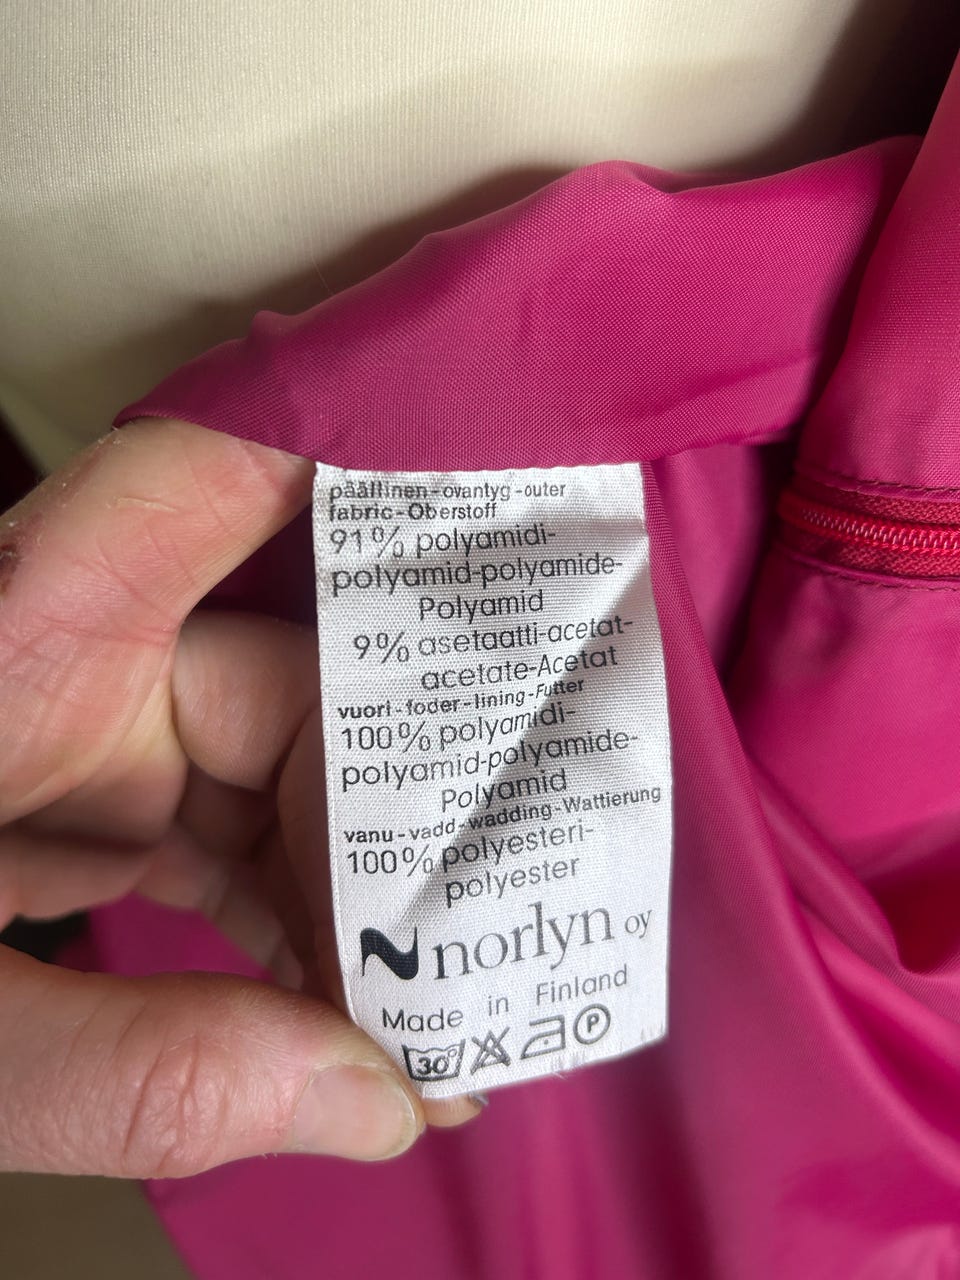 päällinen-ovantyg-outer
fabric-Oberstoff
91% polyamidi-
polyamid-polyamide-
Polyamid
9% asetaatti-acetat-
acetate-Acetat
vuori-foder-lining-Futter
100% polyamidi-
polyamid-polyamide-
Polyamid
vanu-vadd-wadding-Wattierung
100% polyesteri-
polyester
norlyn oy
Made in Finland
30° P